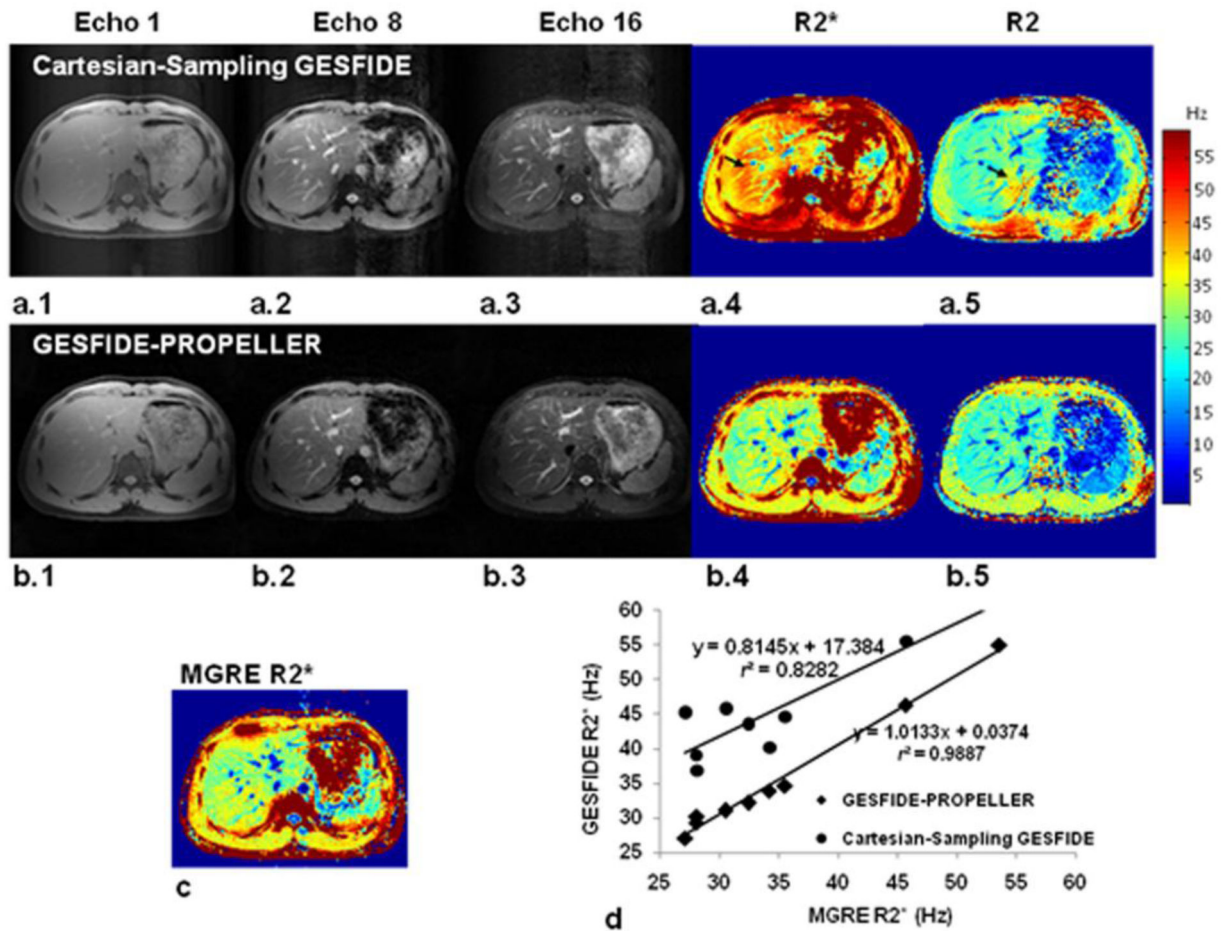 Echo 1 Echo 8 Echo 16 R2* R2
Cartesian-Sampling GESFIDE
Hz
55
50
45
40
35
30
25
20
15
10
5
a.1 a.2 a.3 a.4 a.5
GESFIDE-PROPELLER
b.1 b.2 b.3 b.4 b.5
MGRE R2*
c
GESFIDE R2* (Hz)
60
55
50
45
40
35
30
25
y = 0.8145x + 17.384
r² = 0.8282
y = 1.0133x + 0.0374
r² = 0.9887
GESFIDE-PROPELLER
Cartesian-Sampling GESFIDE
25 30 35 40 45 50 55 60
MGRE R2* (Hz)
d